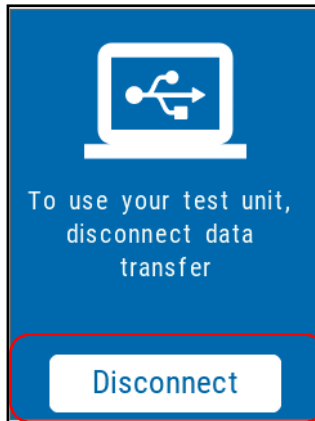 To use your test unit,
disconnect data
transfer
Disconnect